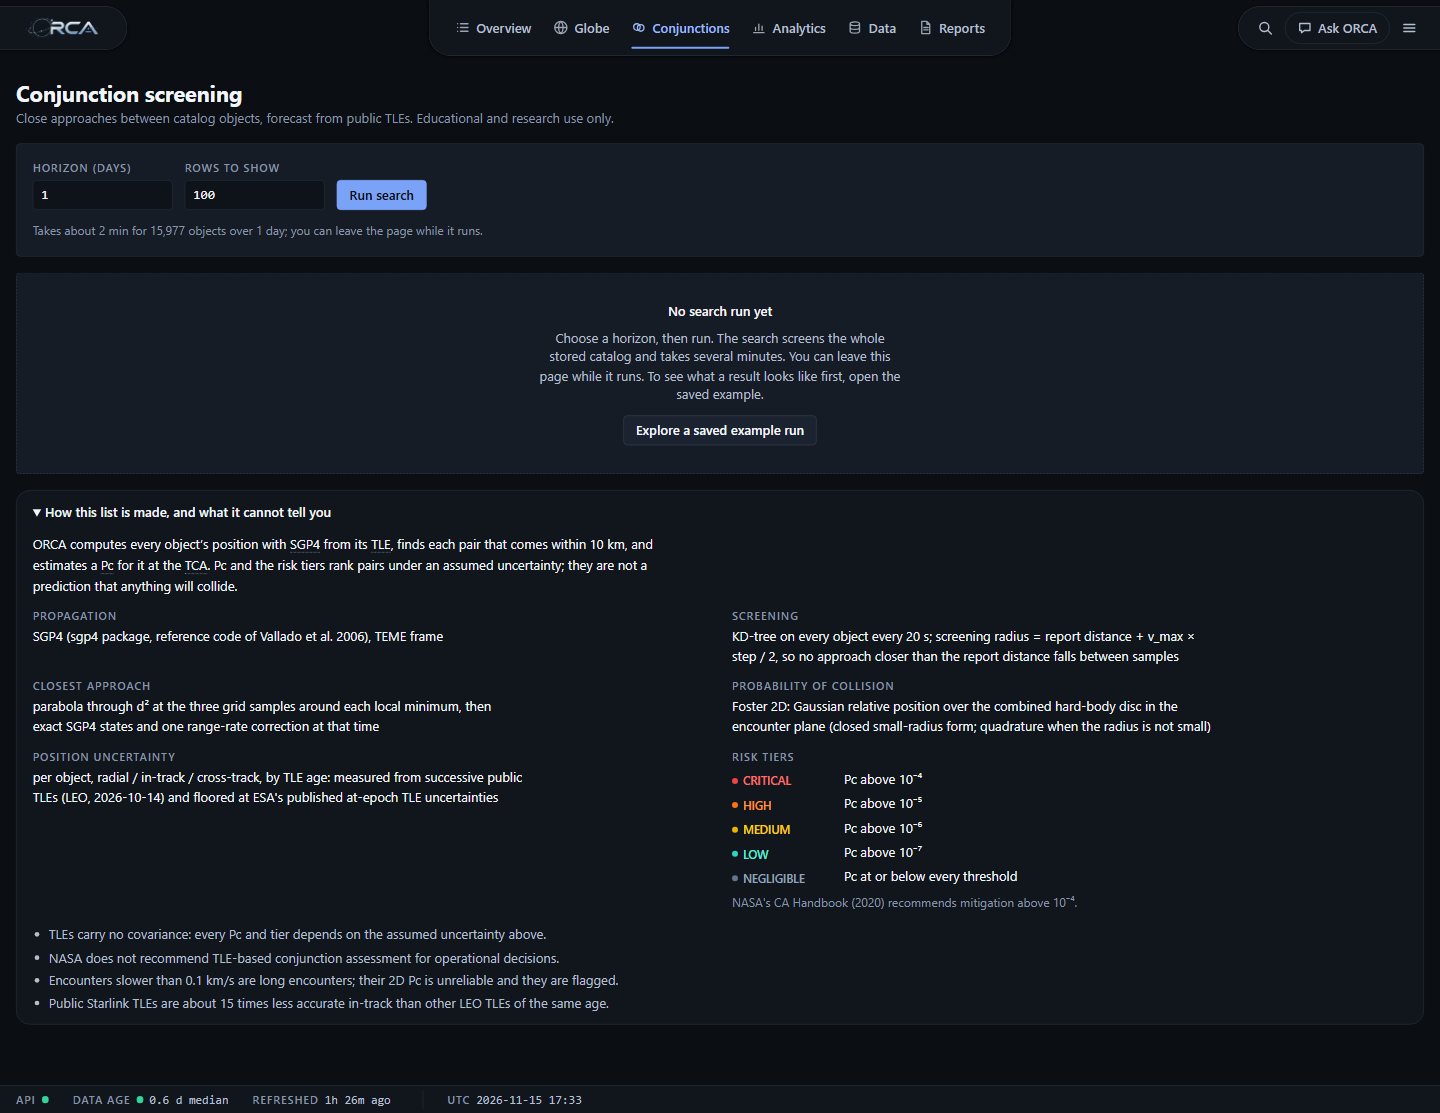 ORCA
Overview
Globe
Conjunctions
Analytics
Data
Reports
Ask ORCA
Conjunction screening
Close approaches between catalog objects, forecast from public TLEs. Educational and research use only.
HORIZON (DAYS)
ROWS TO SHOW
1
100
Run search
Takes about 2 min for 15,977 objects over 1 day; you can leave the page while it runs.
No search run yet
Choose a horizon, then run. The search screens the whole
stored catalog and takes several minutes. You can leave this
page while it runs. To see what a result looks like first, open the
saved example.
Explore a saved example run
▼ How this list is made, and what it cannot tell you
ORCA computes every object's position with SGP4 from its TLE, finds each pair that comes within 10 km, and
estimates a Pc for it at the TCA. Pc and the risk tiers rank pairs under an assumed uncertainty; they are not a
prediction that anything will collide.
PROPAGATION
SGP4 (sgp4 package, reference code of Vallado et al. 2006), TEME frame
SCREENING
KD-tree on every object every 20 s; screening radius = report distance + v_max ×
step / 2, so no approach closer than the report distance falls between samples
CLOSEST APPROACH
parabola through d² at the three grid samples around each local minimum, then
exact SGP4 states and one range-rate correction at that time
PROBABILITY OF COLLISION
Foster 2D: Gaussian relative position over the combined hard-body disc in the
encounter plane (closed small-radius form; quadrature when the radius is not small)
POSITION UNCERTAINTY
per object, radial / in-track / cross-track, by TLE age: measured from successive public
TLEs (LEO, 2026-10-14) and floored at ESA's published at-epoch TLE uncertainties
RISK TIERS
CRITICAL Pc above 10⁻⁴
HIGH Pc above 10⁻⁵
MEDIUM Pc above 10⁻⁶
LOW Pc above 10⁻⁷
NEGLIGIBLE Pc at or below every threshold
NASA's CA Handbook (2020) recommends mitigation above 10⁻⁴.
• TLEs carry no covariance: every Pc and tier depends on the assumed uncertainty above.
• NASA does not recommend TLE-based conjunction assessment for operational decisions.
• Encounters slower than 0.1 km/s are long encounters; their 2D Pc is unreliable and they are flagged.
• Public Starlink TLEs are about 15 times less accurate in-track than other LEO TLEs of the same age.
API
DATA AGE 0.6 d median
REFRESHED 1h 26m ago
UTC 2026-11-15 17:33